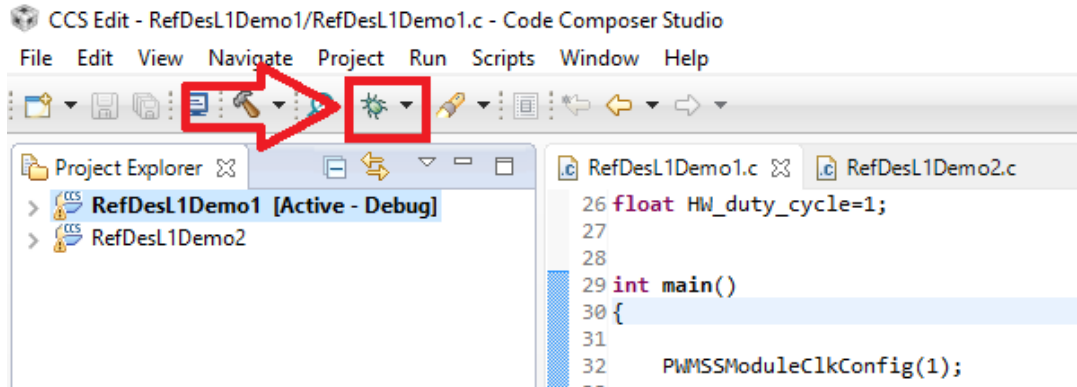 CCS Edit - RefDesL1Demo1/RefDesL1Demo1.c - Code Composer Studio
File Edit View Navigate Project Run Scripts Window Help
Project Explorer
RefDesL1Demo1.c
RefDesL1Demo2.c
CCS RefDesL1Demo1 [Active - Debug]
CCS RefDesL1Demo2
26 float HW_duty_cycle=1;
27
28
29 int main()
30 {
31
32 PWMSSModuleClkConfig(1);